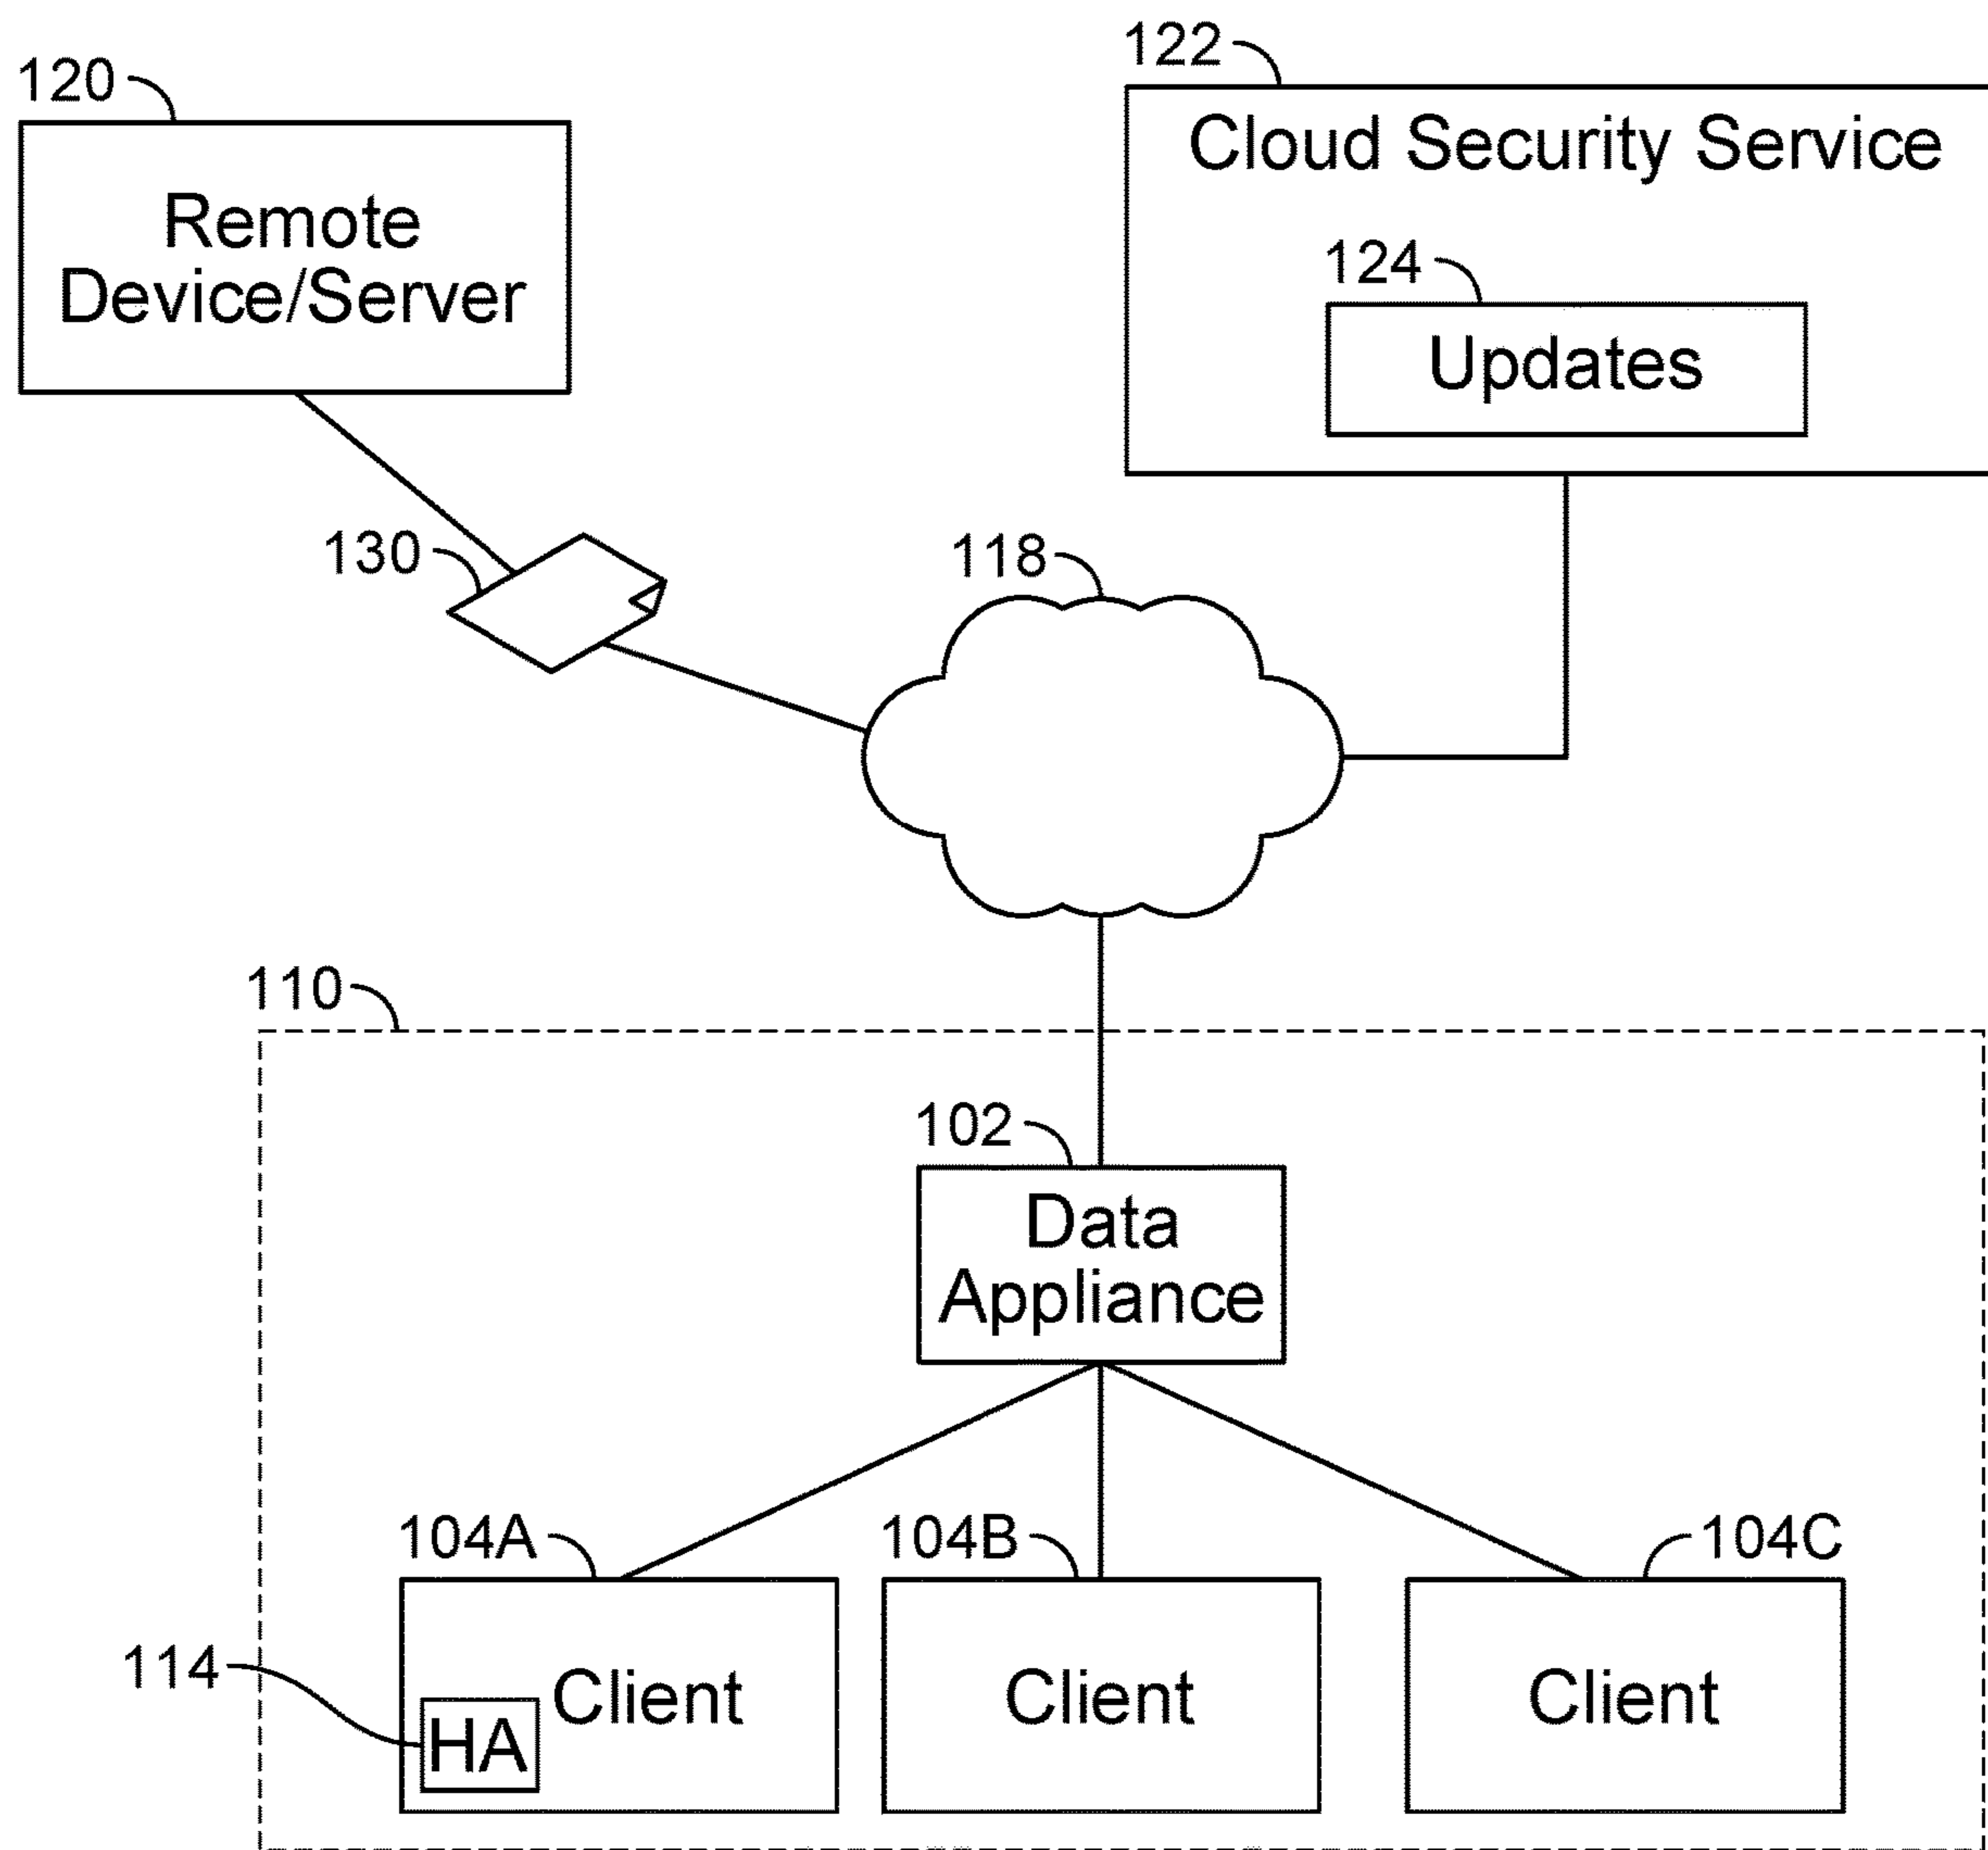 120
Remote
Device/Server
122
Cloud Security Service
124
Updates
130
118
110
102
Data
Appliance
104A
104B
104C
114
HA
Client
Client
Client